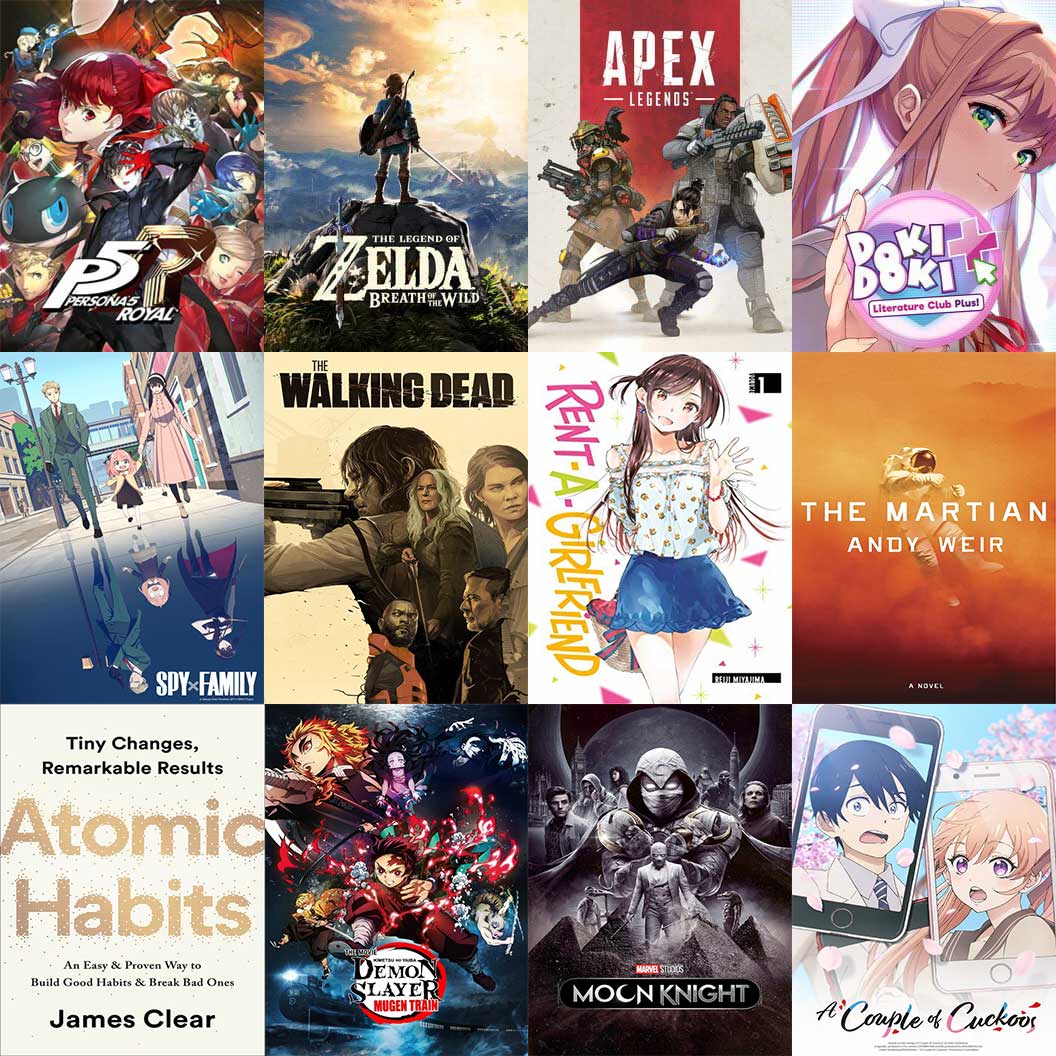 P5R
PERSONA5
ROYAL
THE LEGEND OF
ZELDA
BREATH OF THE WILD
APEX
LEGENDS
DOKI
DOKI
Literature Club Plus!
SPY×FAMILY
THE
WALKING DEAD
RENT-A-GIRLFRIEND
VOLUME
1
REIJI MIYAJIMA
THE MARTIAN
ANDY WEIR
A NOVEL
Tiny Changes,
Remarkable Results
Atomic
Habits
An Easy & Proven Way to
Build Good Habits & Break Bad Ones
James Clear
THE MOVIE
KIMETSU NO YAIBA
DEMON
SLAYER
MUGEN TRAIN
MARVEL STUDIOS
MOON KNIGHT
A Couple of Cuckoos